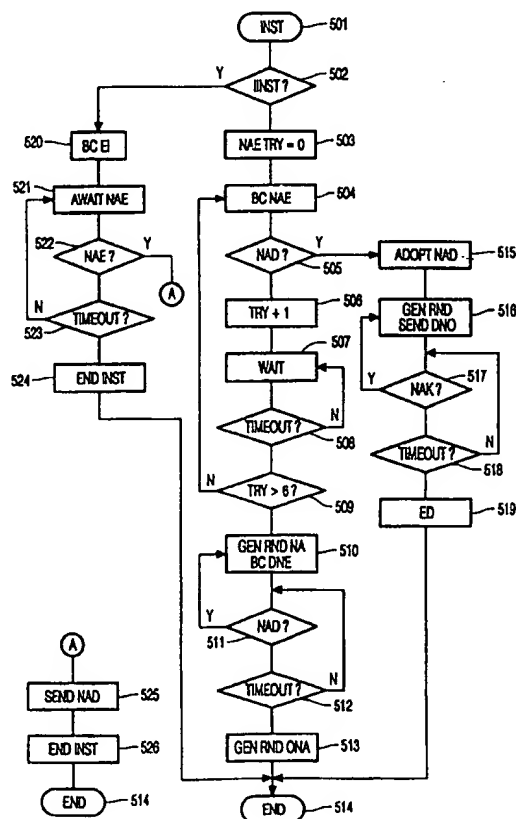 INST
501
Y
IINST ?
502
520
BC EI
NAE TRY = 0
503
521
AWAIT NAE
BC NAE
504
522
NAE ?
Y
NAD ?
Y
505
ADOPT NAD
515
A
N
TIMEOUT ?
523
TRY + 1
506
GEN RND
SEND DNO
516
524
END INST
WAIT
507
Y
NAK ?
517
TIMEOUT ?
N
508
TIMEOUT ?
N
518
N
TRY > 6 ?
509
ED
519
GEN RND NA
BC DNE
510
Y
NAD ?
511
A
TIMEOUT ?
N
512
SEND NAD
525
GEN RND ONA
513
END INST
526
END
514
END
514